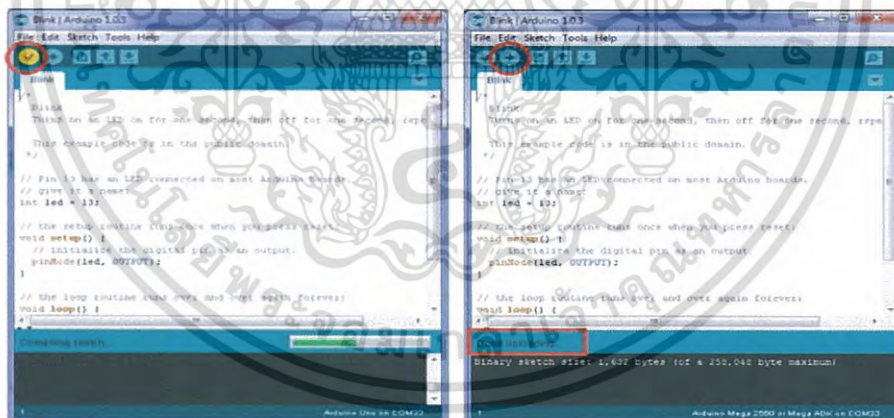 Blink | Arduino 1.0.3
File Edit Sketch Tools Help
Blink
/*
Blink
Turns on an LED on for one second, then off for one second, repe
This example code is in the public domain.
*/
// Pin 13 has an LED connected on most Arduino boards.
// give it a name:
int led = 13;
// the setup routine runs once when you press reset:
void setup() {
// initialize the digital pin as an output.
pinMode(led, OUTPUT);
}
// the loop routine runs over and over again forever:
void loop() {
Compiling sketch...
1
Arduino Uno on COM33
Blink | Arduino 1.0.3
File Edit Sketch Tools Help
Blink
/*
Blink
Turns on an LED on for one second, then off for one second, repe
This example code is in the public domain.
*/
// Pin 13 has an LED connected on most Arduino boards.
// give it a name:
int led = 13;
// the setup routine runs once when you press reset:
void setup() {
// initialize the digital pin as an output.
pinMode(led, OUTPUT);
}
// the loop routine runs over and over again forever:
void loop() {
Done uploading.
Binary sketch size: 1,632 bytes (of a 258,048 byte maximum)
1
Arduino Mega 2560 or Mega ADK on COM33